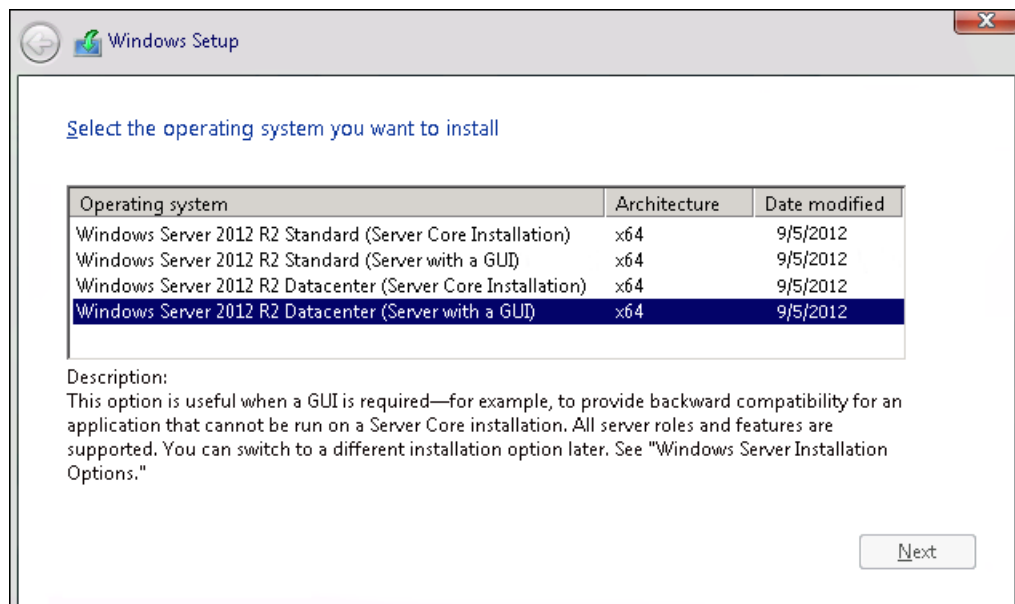 Windows Setup
Select the operating system you want to install
Operating system Architecture Date modified
Windows Server 2012 R2 Standard (Server Core Installation) x64 9/5/2012
Windows Server 2012 R2 Standard (Server with a GUI) x64 9/5/2012
Windows Server 2012 R2 Datacenter (Server Core Installation) x64 9/5/2012
Windows Server 2012 R2 Datacenter (Server with a GUI) x64 9/5/2012
Description:
This option is useful when a GUI is required—for example, to provide backward compatibility for an
application that cannot be run on a Server Core installation. All server roles and features are
supported. You can switch to a different installation option later. See "Windows Server Installation
Options."
Next